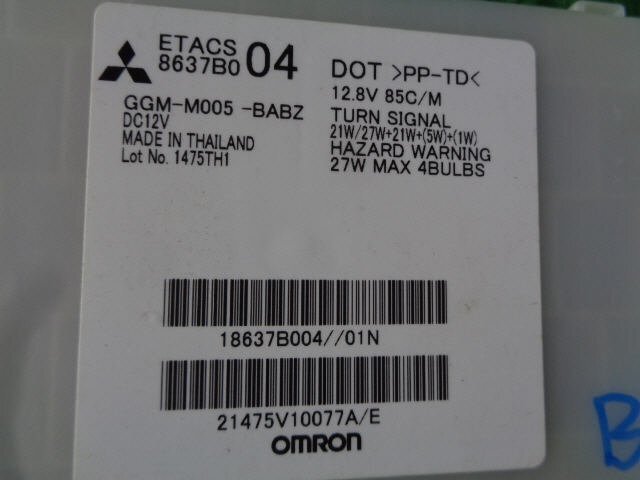 ETACS
8637B0 04
GGM-M005 -BABZ
DC12V
MADE IN THAILAND
Lot No. 1475TH1
DOT >PP-TD<
12.8V 85C/M
TURN SIGNAL
21W/27W+21W+(5W)+(1W)
HAZARD WARNING
27W MAX 4BULBS
18637B004//01N
21475V10077A/E
OMRON
B